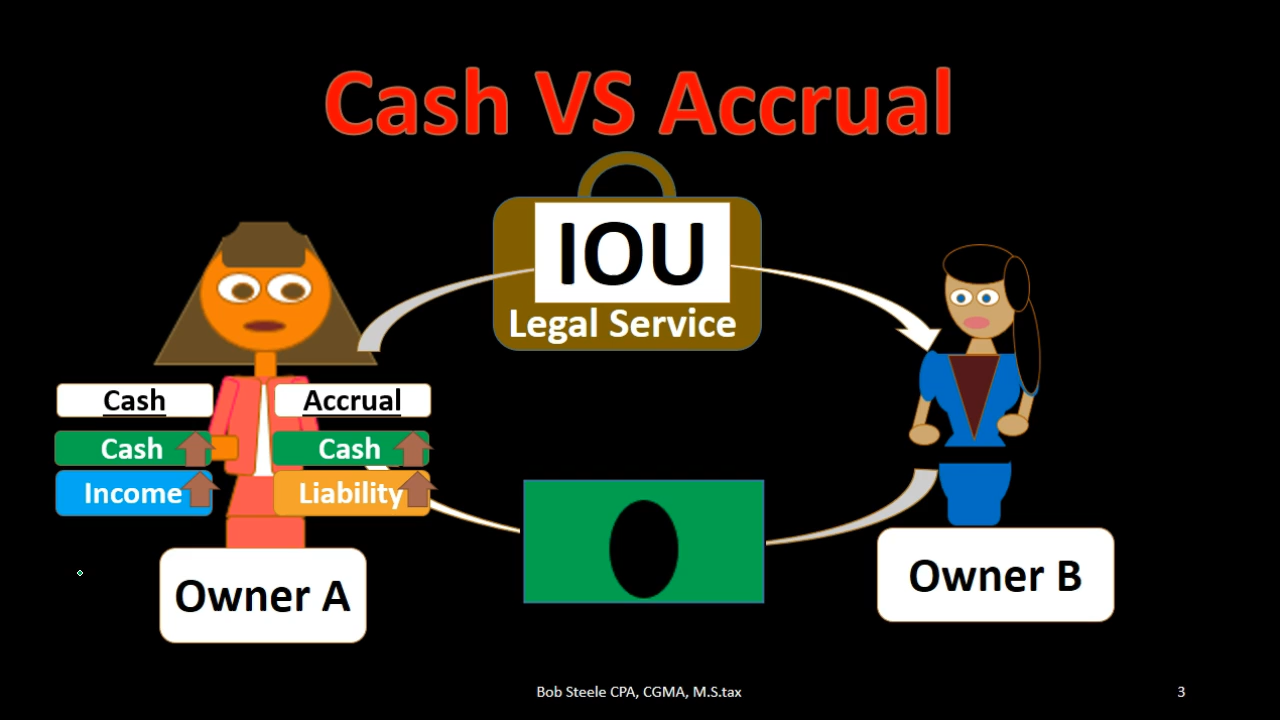 Cash VS Accrual
IOU
Legal Service
Cash
Cash
Income
Accrual
Cash
Liability
Owner A
Owner B
Bob Steele CPA, CGMA, M.S.tax
3